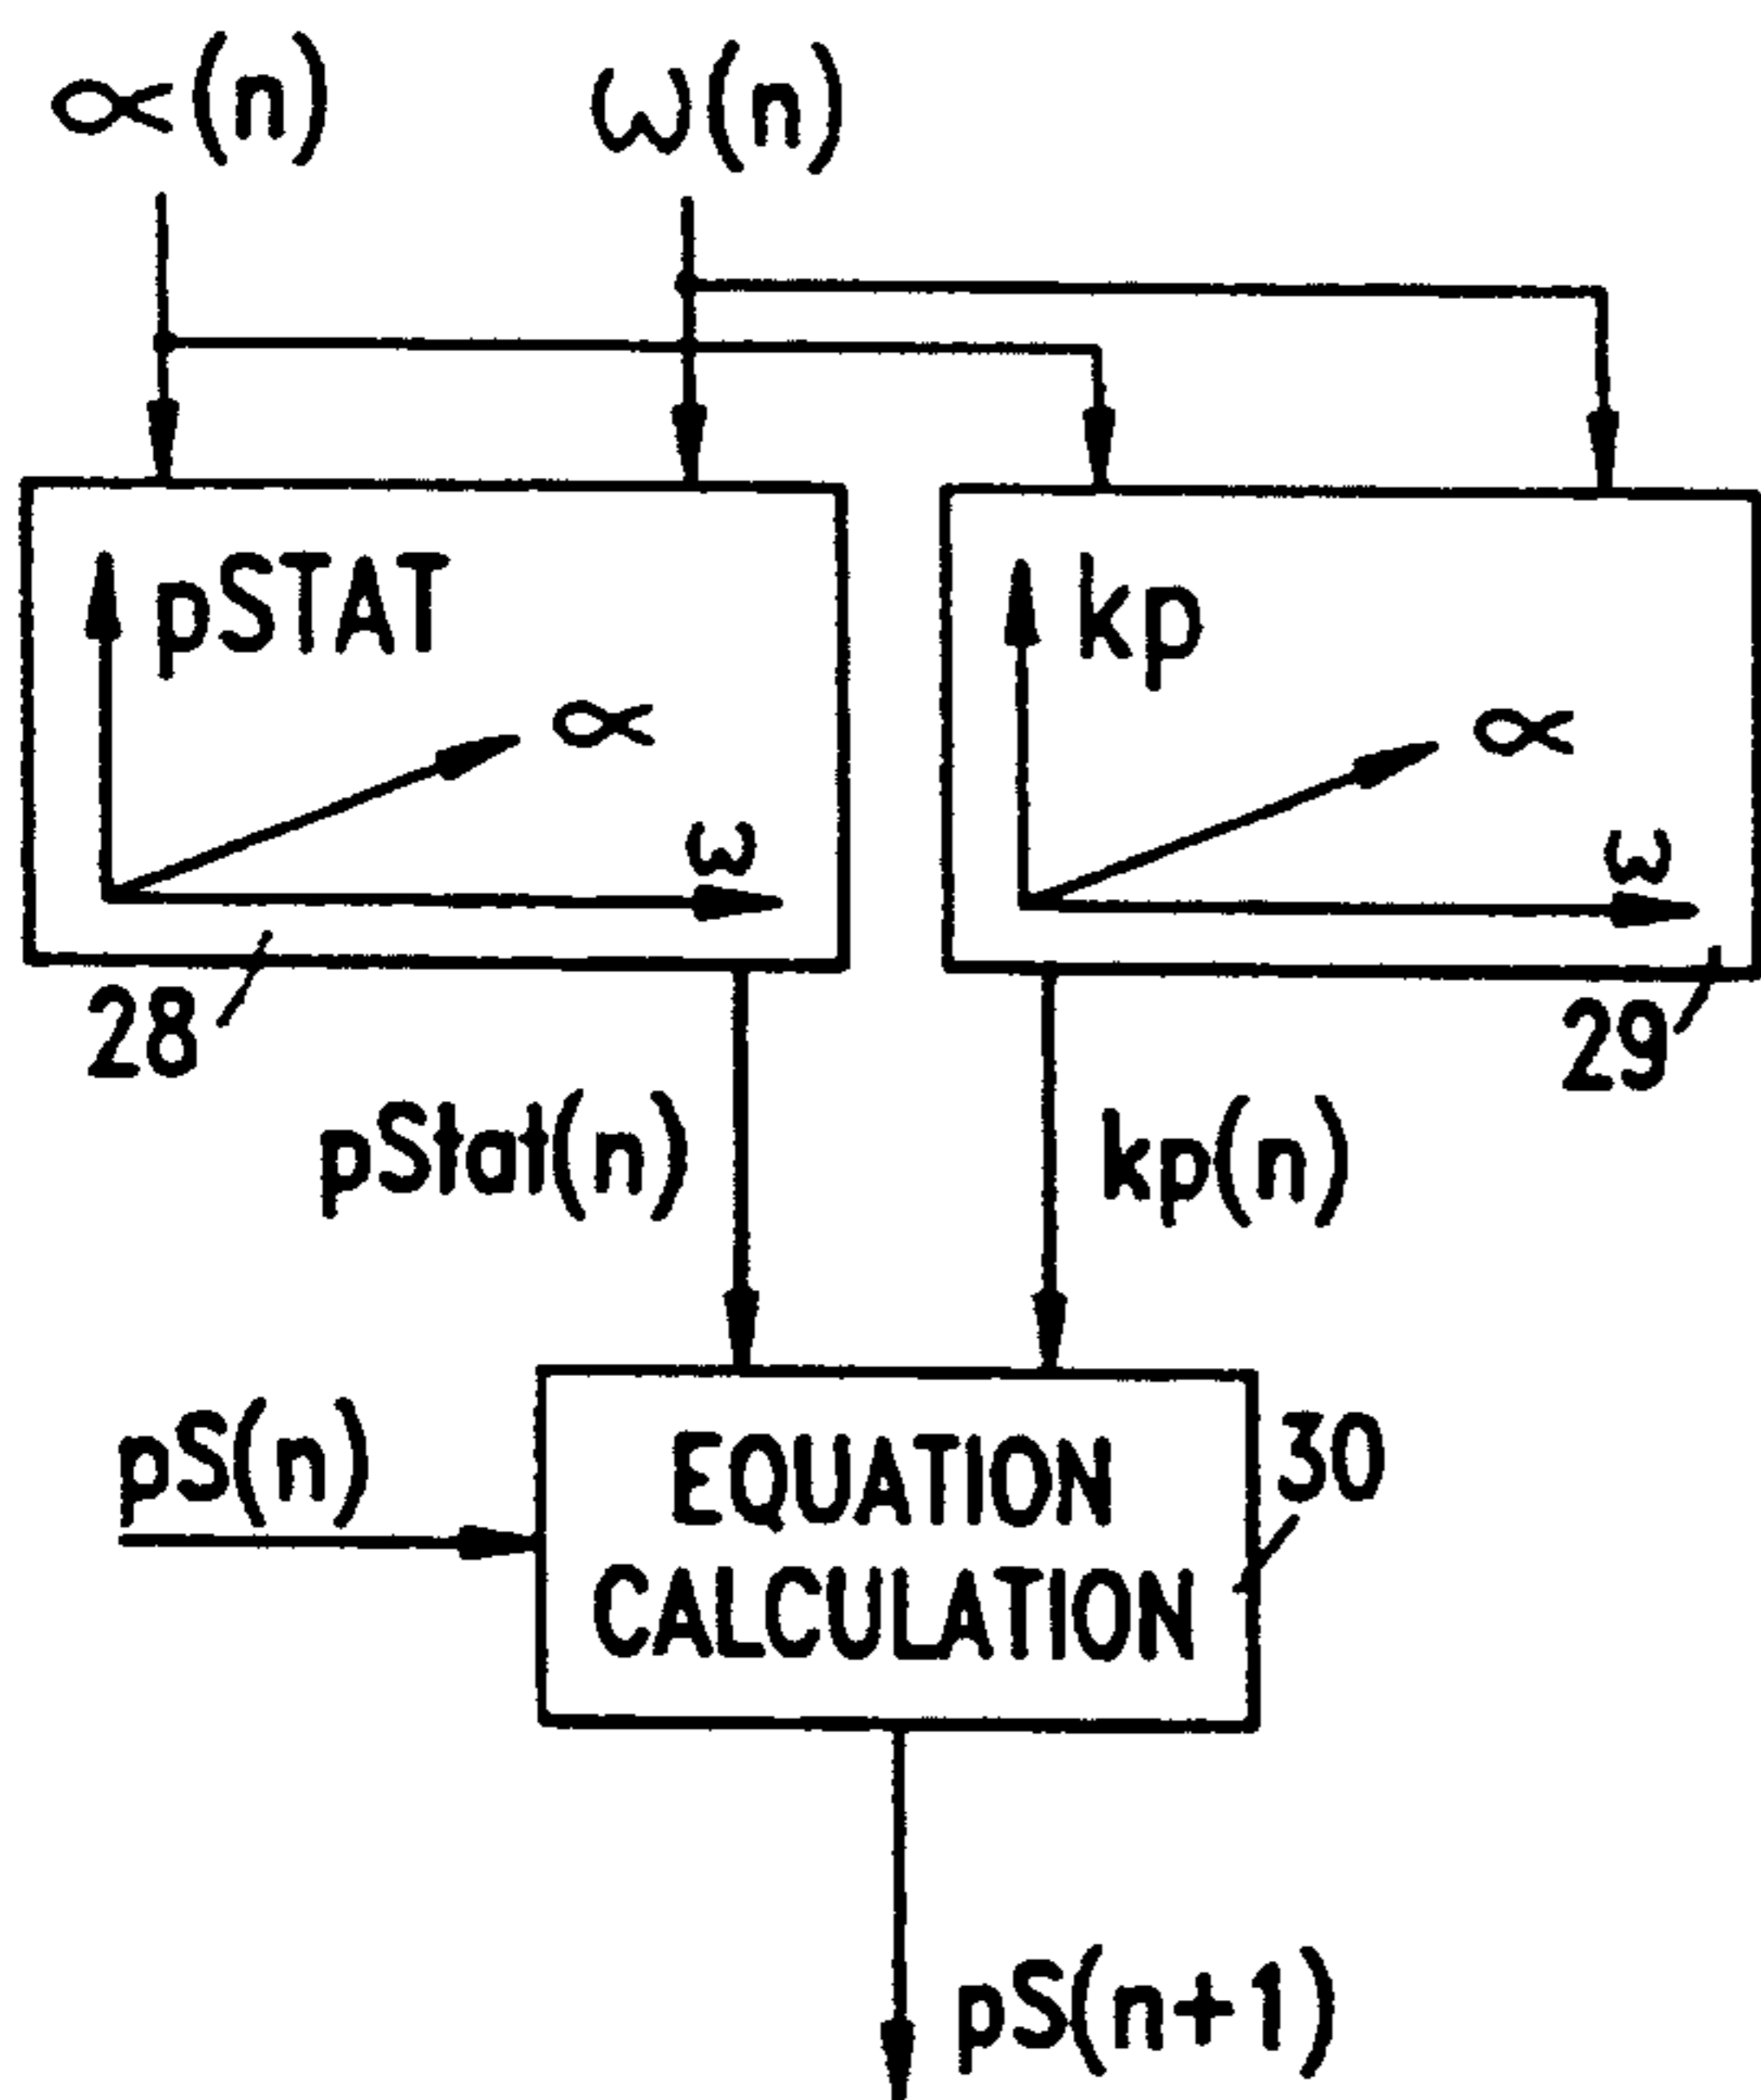 ∝(n)
ω(n)
pSTAT
∝
ω
kp
∝
ω
28
29
pStat(n)
kp(n)
pS(n)
EQUATION
CALCULATION
30
pS(n+1)